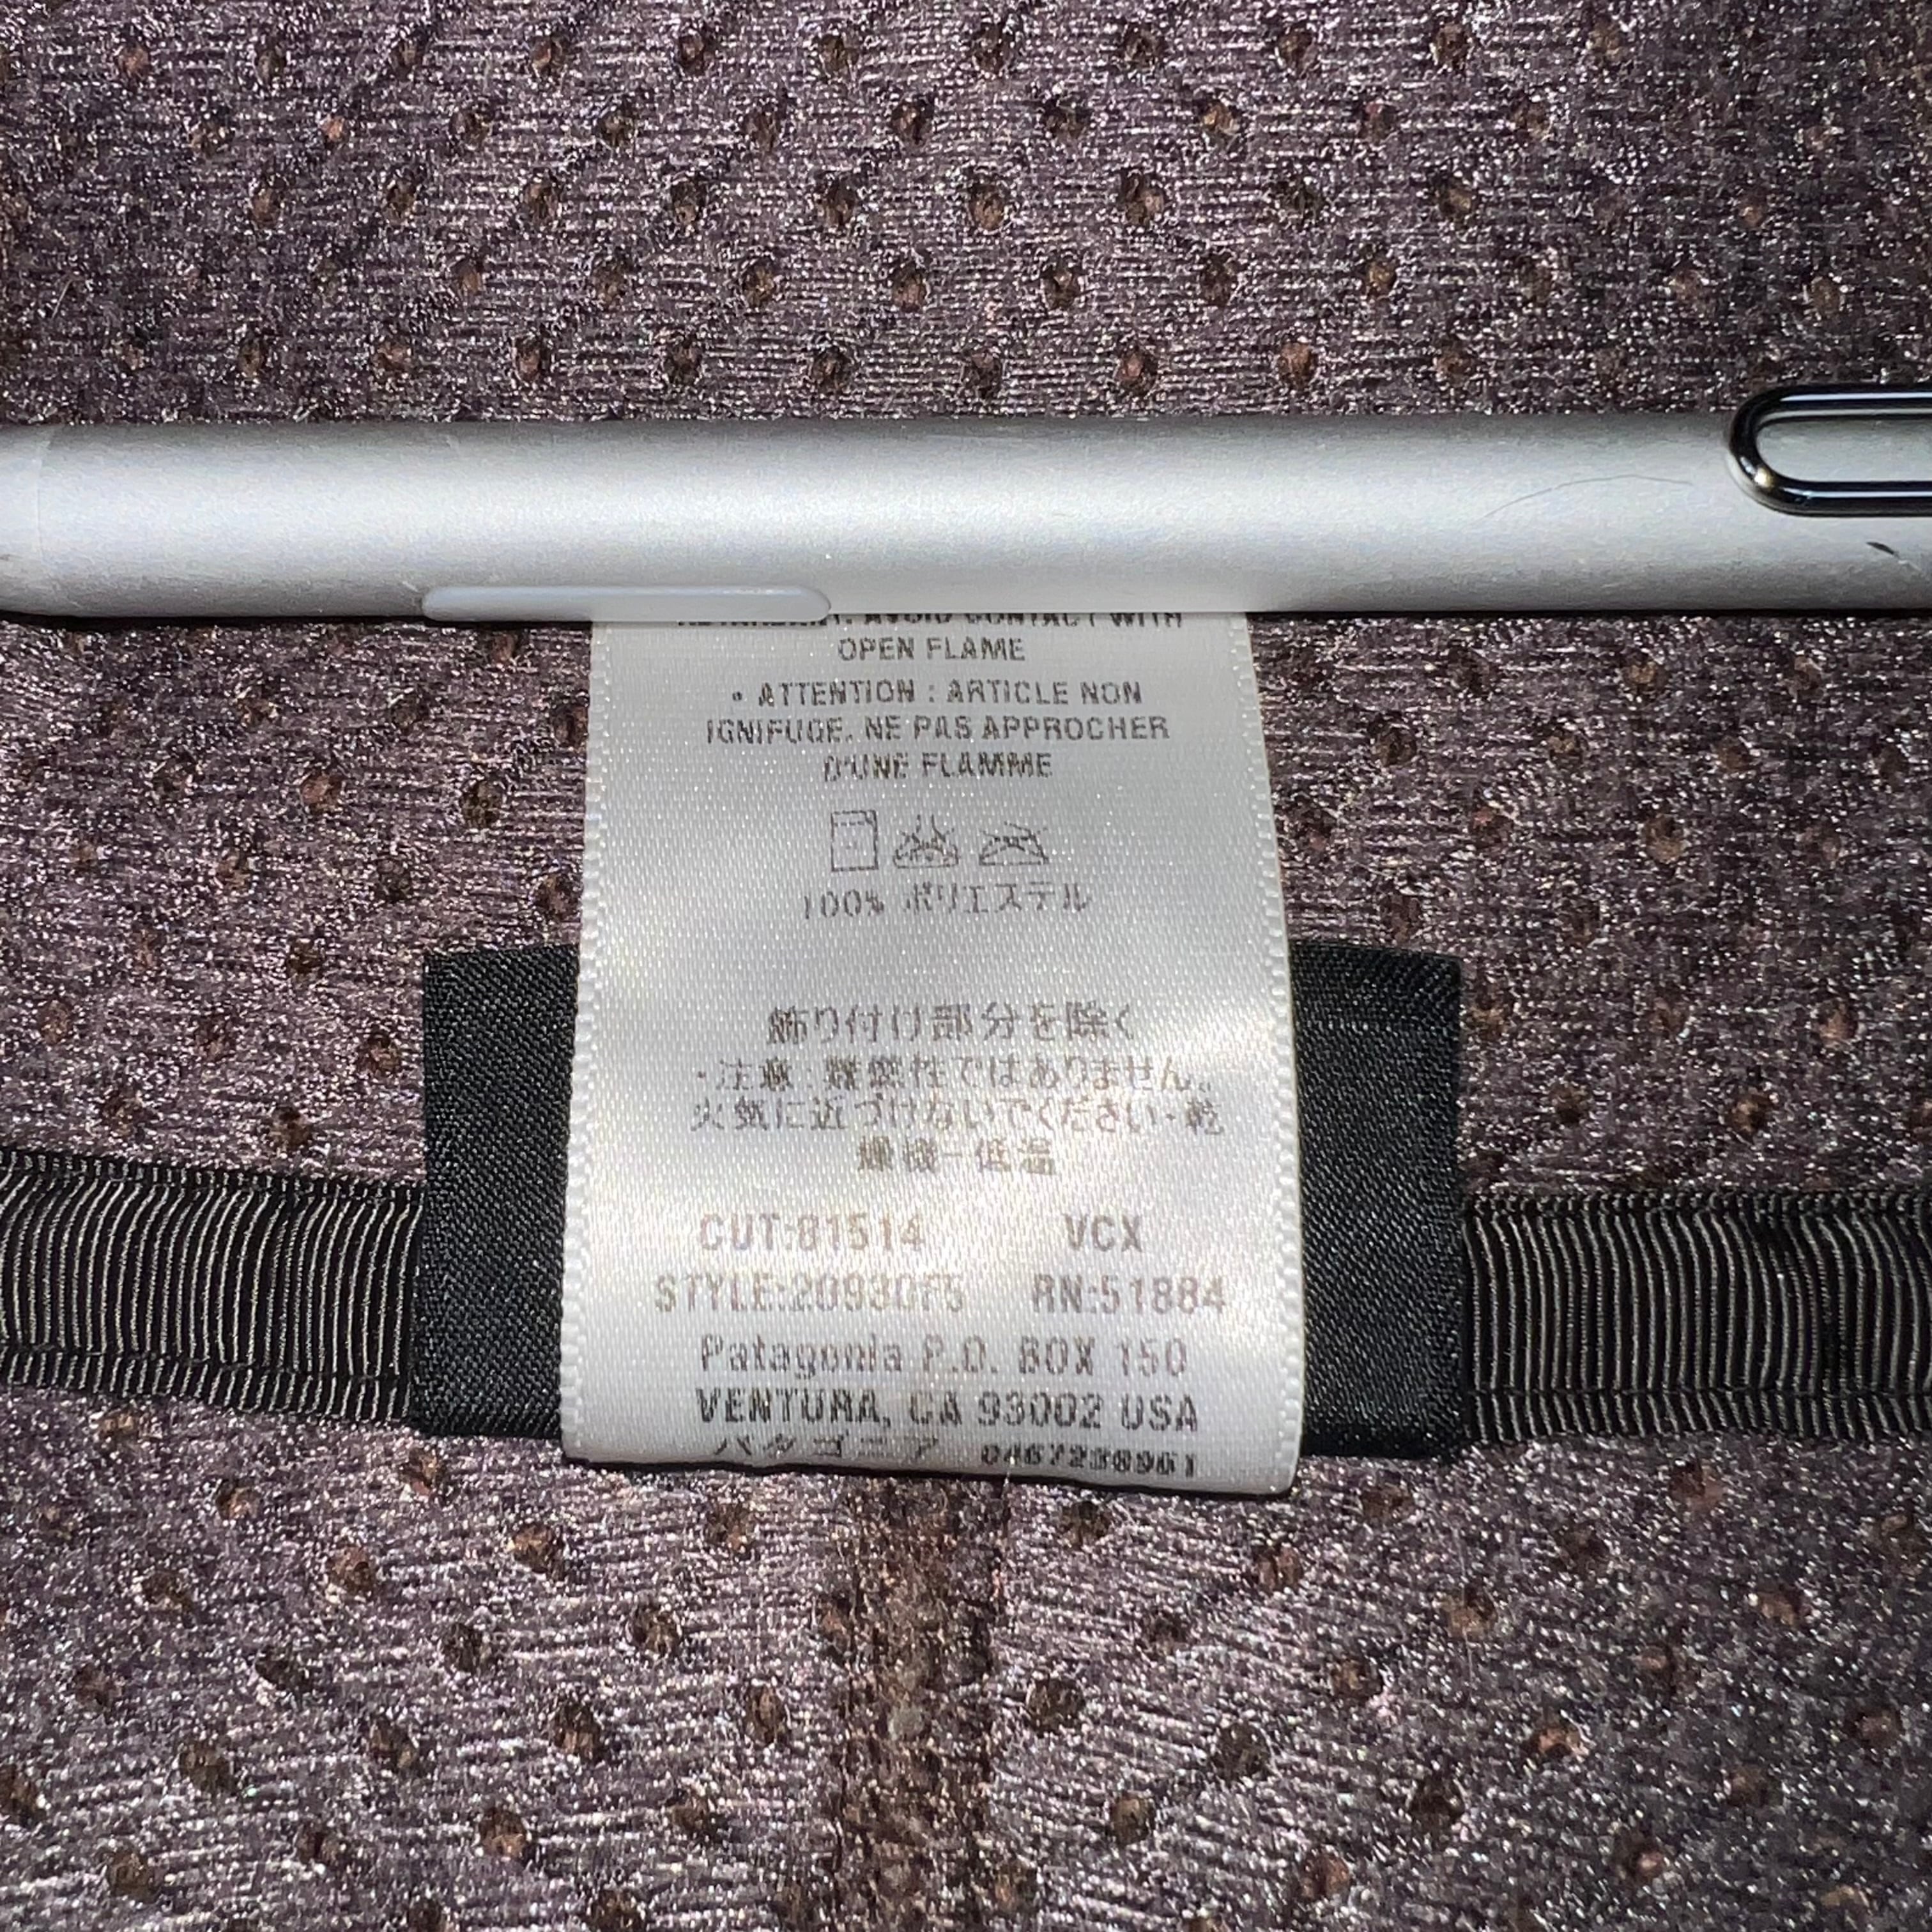 AVOID CONTACT WITH
OPEN FLAME
• ATTENTION : ARTICLE NON
IGNIFUGE. NE PAS APPROCHER
D'UNE FLAMME
100% ポリエステル
飾り付け部分を除く
・注意:難燃性ではありません。
火気に近づけないでください・乾
燥機-低温
CUT:81514 VCX
STYLE:20930F5 RN:51884
Patagonia P.O. BOX 150
VENTURA, CA 93002 USA
パタゴニア 0467238961